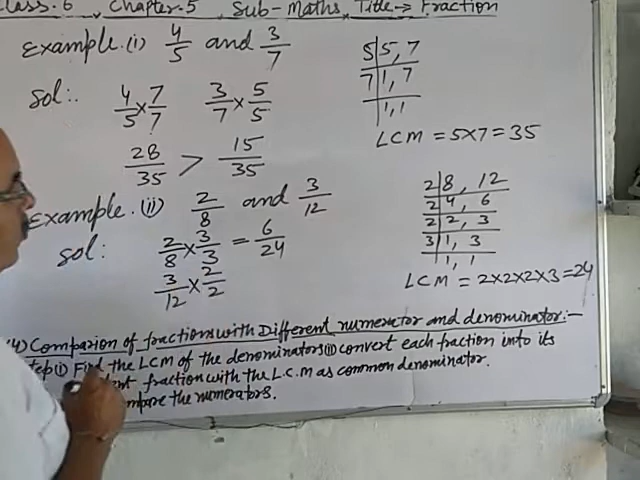 Class-6, Chapter-5 Sub-Maths, Title→ Fraction
Example.(i) 4/5 and 3/7
Sol:. 4/5 × 7/7 3/7 × 5/5
28/35 > 15/35
5 | 5, 7
7 | 1, 7
| 1, 1
LCM = 5×7 = 35
Example.(ii) 2/8 and 3/12
Sol: 2/8 × 3/3 = 6/24
3/12 × 2/2
2 | 8, 12
2 | 4, 6
2 | 2, 3
3 | 1, 3
1, 1
LCM = 2×2×2×3=24
(4) Comparion of fractions with Different numerator and denominator:-
step(i) Find the LCM of the denominators(ii) convert each fraction into its
fraction with the L.C.M as common denominator.
the numerators.